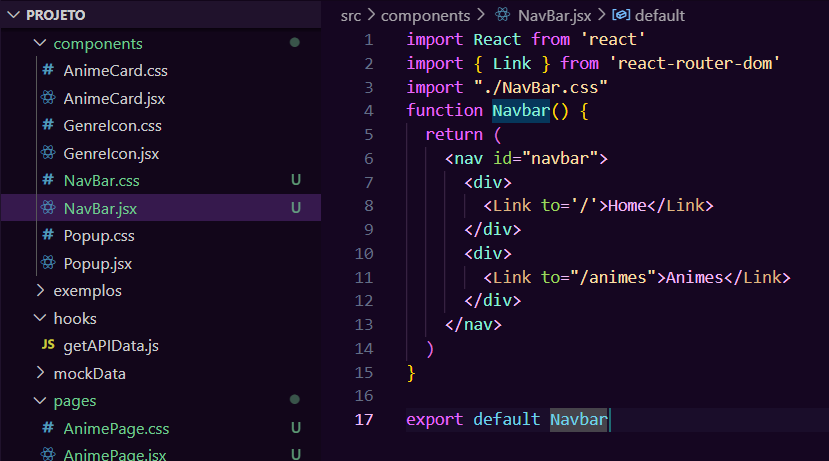 PROJETO
components
# AnimeCard.css
AnimeCard.jsx
# GenreIcon.css
GenreIcon.jsx
# NavBar.css U
NavBar.jsx U
# Popup.css
Popup.jsx
exemplos
hooks
JS getAPIData.js
mockData
pages
# AnimePage.css U
AnimePage.jsx U
src > components > NavBar.jsx > default
1 import React from 'react'
2 import { Link } from 'react-router-dom'
3 import "./NavBar.css"
4 function Navbar() {
5 return (
6 <nav id="navbar">
7 <div>
8 <Link to='/'>Home</Link>
9 </div>
10 <div>
11 <Link to="/animes">Animes</Link>
12 </div>
13 </nav>
14 )
15 }
16
17 export default Navbar